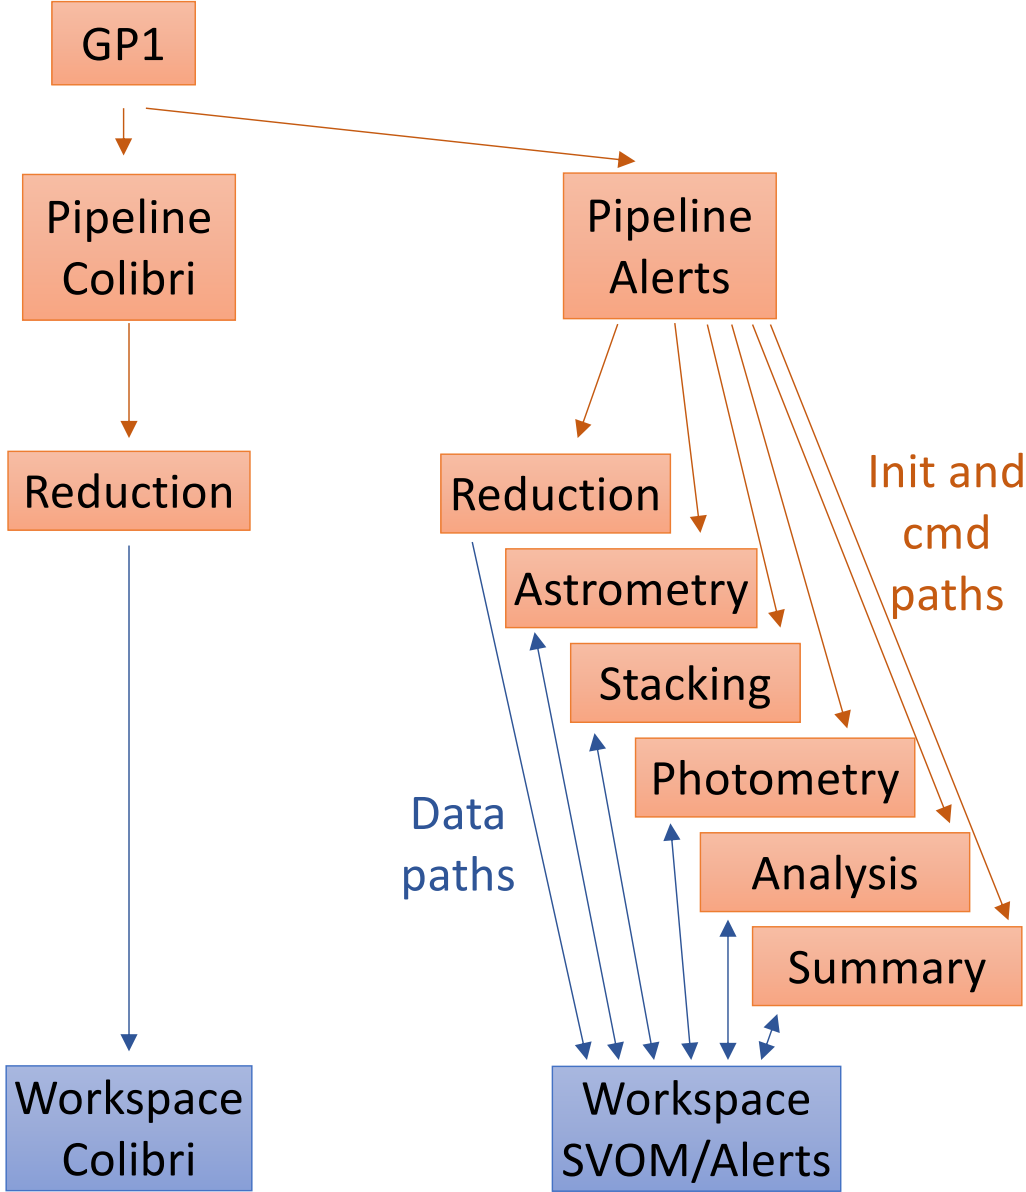 GP1
Pipeline
Colibri
Pipeline
Alerts
Reduction
Reduction
Init and
cmd
paths
Astrometry
Stacking
Photometry
Data
paths
Analysis
Summary
Workspace
Colibri
Workspace
SVOM/Alerts